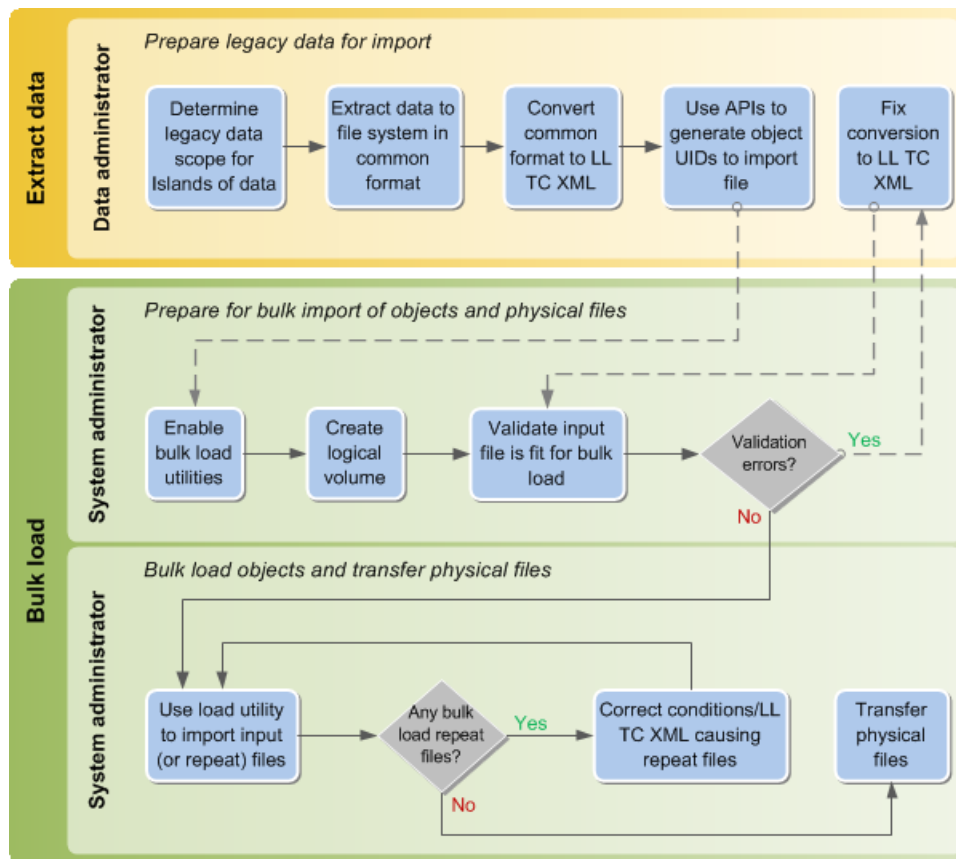 Extract data
Data administrator
Prepare legacy data for import
Determine
legacy data
scope for
Islands of data
Extract data to
file system in
common
format
Convert
common
format to LL
TC XML
Use APIs to
generate object
UIDs to import
file
Fix
conversion
to LL TC
XML
Bulk load
System administrator
Prepare for bulk import of objects and physical files
Enable
bulk load
utilities
Create
logical
volume
Validate input
file is fit for bulk
load
Validation
errors?
Yes
No
System administrator
Bulk load objects and transfer physical files
Use load utility
to import input
(or repeat) files
Any bulk
load repeat
files?
Yes
No
Correct conditions/LL
TC XML causing
repeat files
Transfer
physical
files